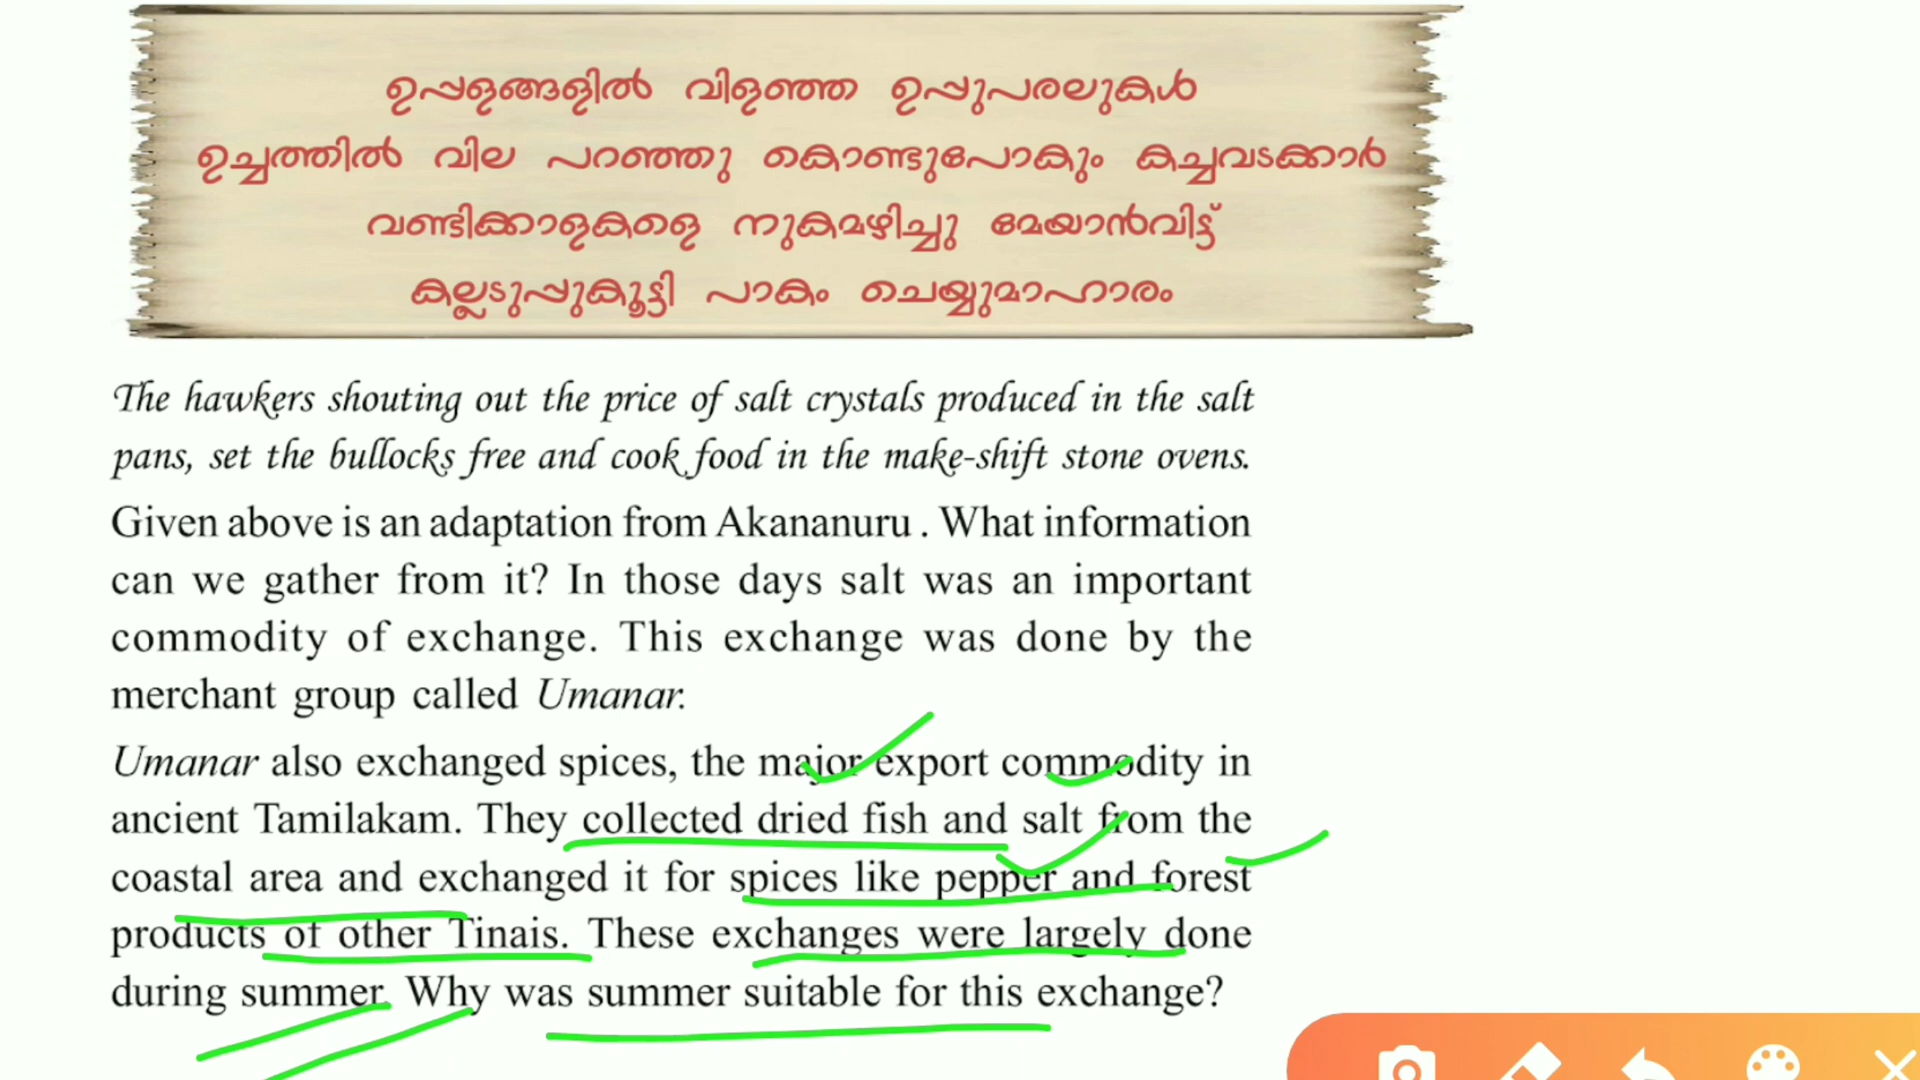 ഉപ്പളങ്ങളിൽ വിളഞ്ഞ ഉപ്പുപരലുകൾ
ഉച്ചത്തിൽ വില പറഞ്ഞു കൊണ്ടുപോകും കച്ചവടക്കാർ
വണ്ടിക്കാളകളെ നുകമഴിച്ചു മേയാൻവിട്ട്
കല്ലടുപ്പുകൂട്ടി പാകം ചെയ്യുമാഹാരം
The hawkers shouting out the price of salt crystals produced in the salt
pans, set the bullocks free and cook food in the make-shift stone ovens.
Given above is an adaptation from Akananuru . What information
can we gather from it? In those days salt was an important
commodity of exchange. This exchange was done by the
merchant group called Umanar.
Umanar also exchanged spices, the major export commodity in
ancient Tamilakam. They collected dried fish and salt from the
coastal area and exchanged it for spices like pepper and forest
products of other Tinais. These exchanges were largely done
during summer. Why was summer suitable for this exchange?